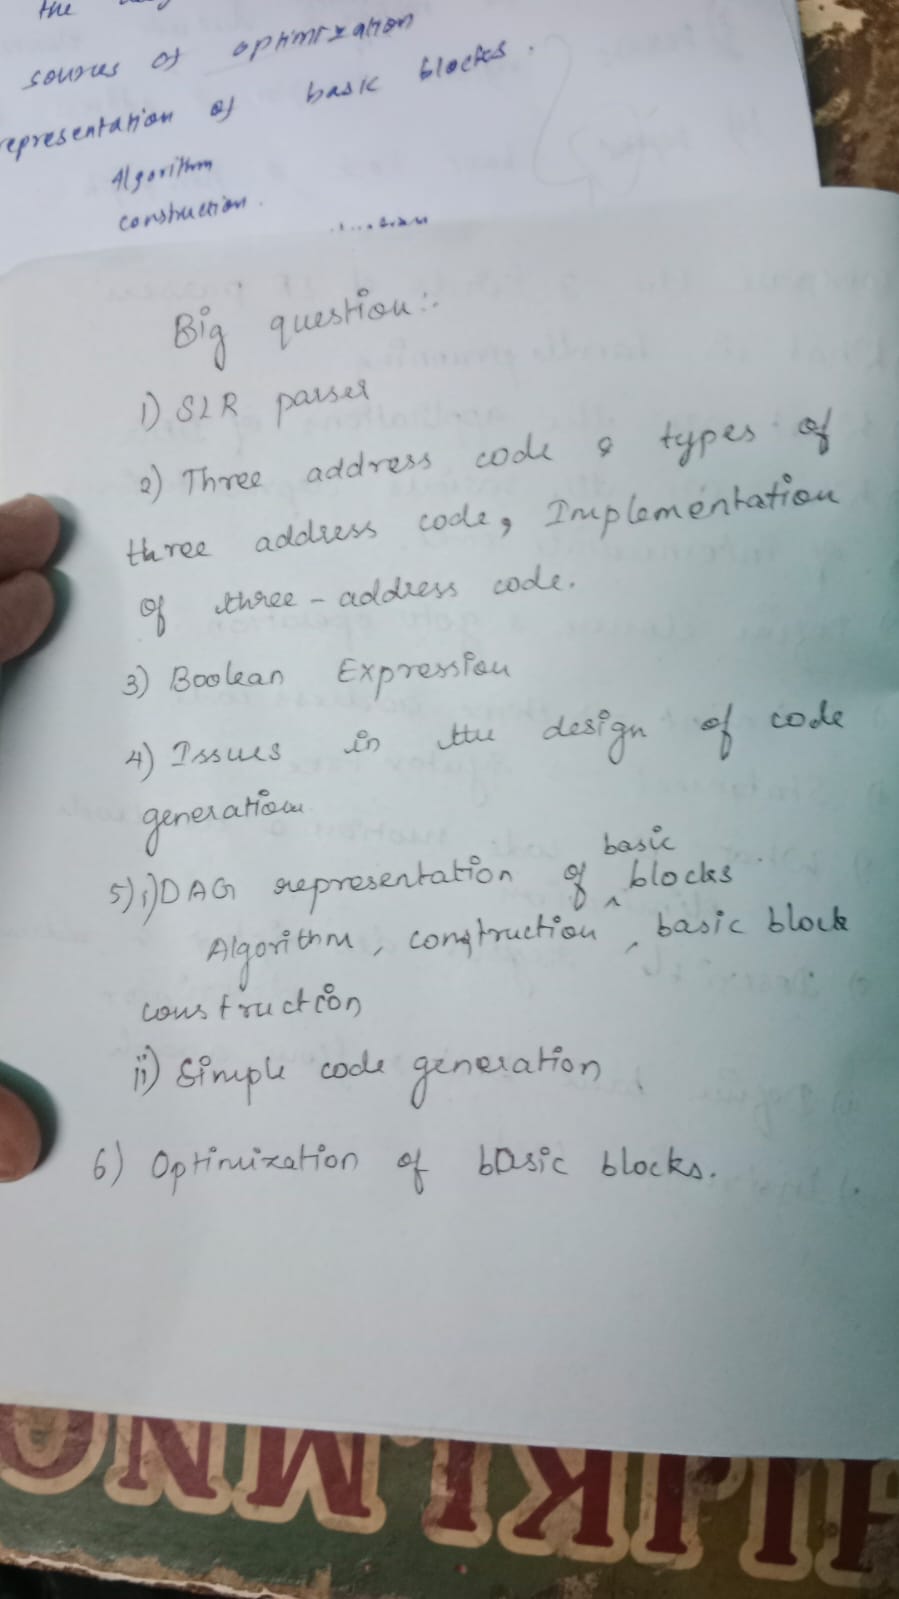 the
sources of optimization
representation of basic blocks.
Algorithm
construction.
Big question:-
1) SLR parser
2) Three address code & types of
three address code, Implementation
of three-address code.
3) Boolean Expression
4) Issues in the design of code
generation
5) i) DAG representation of basic blocks
Algorithm, construction, basic block
construction
ii) Simple code generation
6) Optimization of basic blocks.